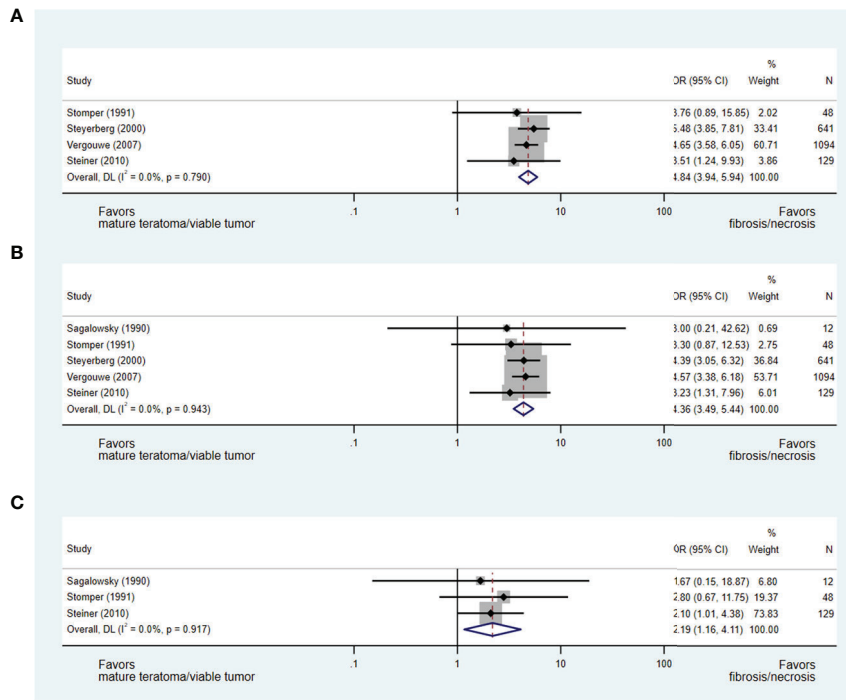 A
%
Study OR (95% CI) Weight N
Stomper (1991) 3.76 (0.89, 15.85) 2.02 48
Steyerberg (2000) 5.48 (3.85, 7.81) 33.41 641
Vergouwe (2007) 4.65 (3.58, 6.05) 60.71 1094
Steiner (2010) 3.51 (1.24, 9.93) 3.86 129
Overall, DL (I² = 0.0%, p = 0.790) 4.84 (3.94, 5.94) 100.00
.1 1 10 100
Favors Favors
mature teratoma/viable tumor fibrosis/necrosis
B
%
Study OR (95% CI) Weight N
Sagalowsky (1990) 3.00 (0.21, 42.62) 0.69 12
Stomper (1991) 3.30 (0.87, 12.53) 2.75 48
Steyerberg (2000) 4.39 (3.05, 6.32) 36.84 641
Vergouwe (2007) 4.57 (3.38, 6.18) 53.71 1094
Steiner (2010) 3.23 (1.31, 7.96) 6.01 129
Overall, DL (I² = 0.0%, p = 0.943) 4.36 (3.49, 5.44) 100.00
.1 1 10 100
Favors Favors
mature teratoma/viable tumor fibrosis/necrosis
C
%
Study OR (95% CI) Weight N
Sagalowsky (1990) 1.67 (0.15, 18.87) 6.80 12
Stomper (1991) 2.80 (0.67, 11.75) 19.37 48
Steiner (2010) 2.10 (1.01, 4.38) 73.83 129
Overall, DL (I² = 0.0%, p = 0.917) 2.19 (1.16, 4.11) 100.00
.1 1 10 100
Favors Favors
mature teratoma/viable tumor fibrosis/necrosis